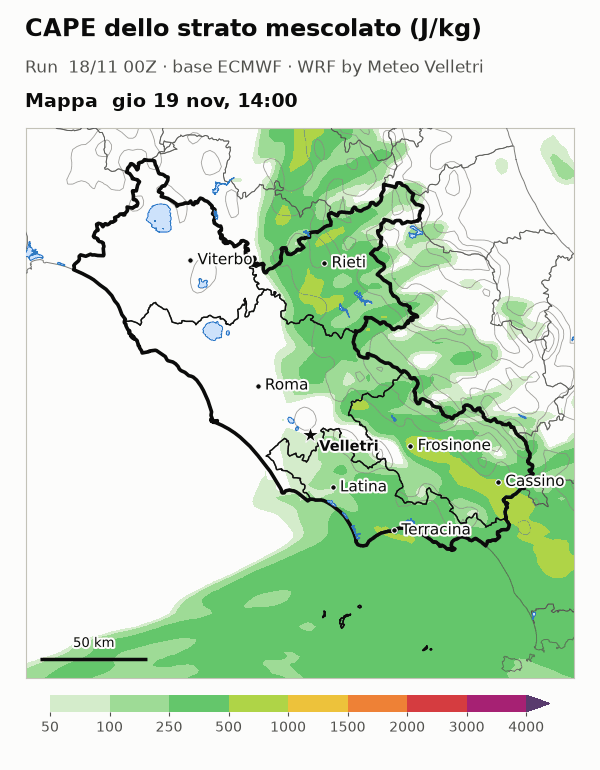 CAPE dello strato mescolato (J/kg)
Run  18/11 00Z · base ECMWF · WRF by Meteo Velletri
Mappa  gio 19 nov, 14:00
Viterbo
Rieti
Roma
Velletri
Frosinone
Cassino
Latina
Terracina
50 km
50 100 250 500 1000 1500 2000 3000 4000